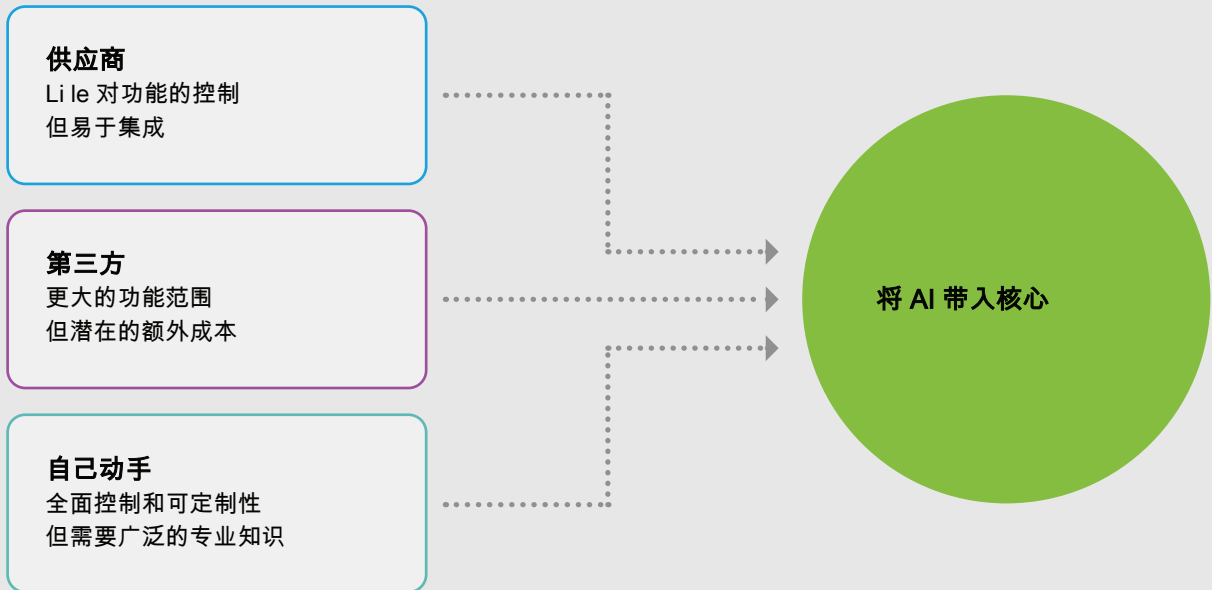 供应商
Li le 对功能的控制
但易于集成
第三方
更大的功能范围
但潜在的额外成本
自己动手
全面控制和可定制性
但需要广泛的专业知识
将 AI 带入核心